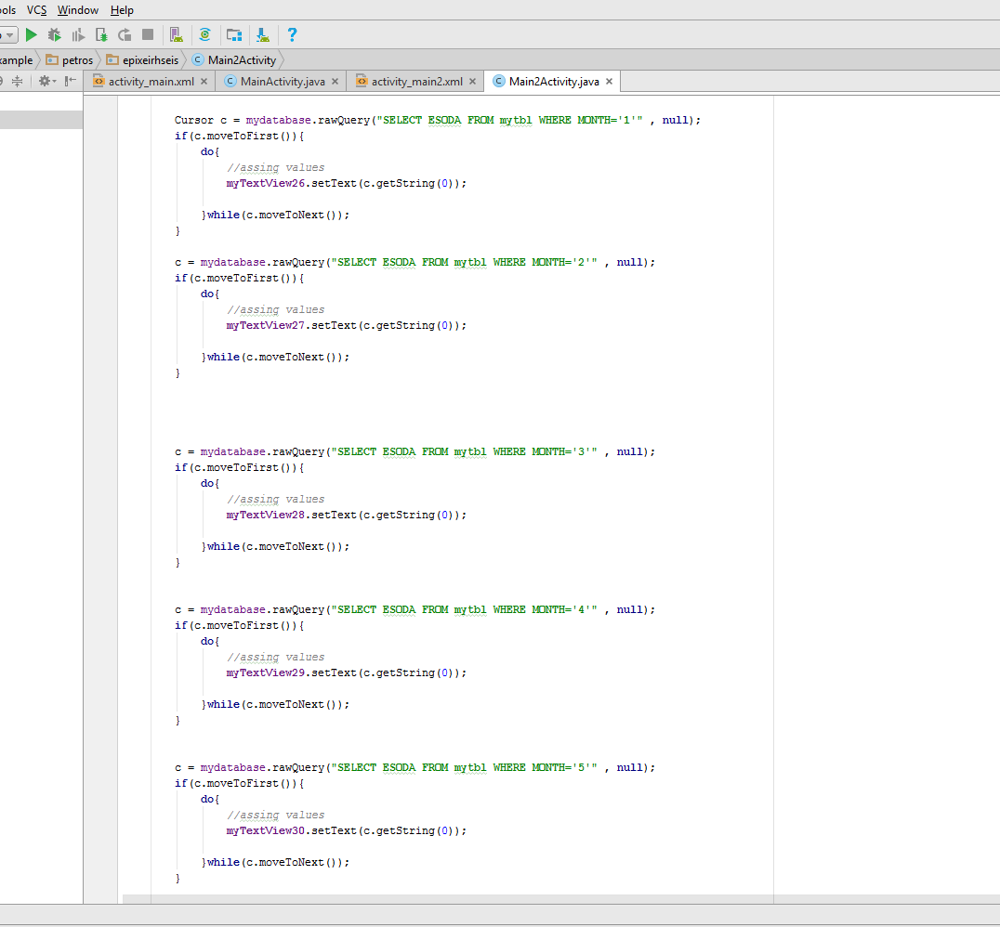 ols VCS Window Help
xample petros epixeirhseis Main2Activity
activity_main.xml MainActivity.java activity_main2.xml Main2Activity.java
Cursor c = mydatabase.rawQuery("SELECT ESODA FROM mytbl WHERE MONTH='1'" , null);
if(c.moveToFirst()){
do{
//assing values
myTextView26.setText(c.getString(0));
}while(c.moveToNext());
}
c = mydatabase.rawQuery("SELECT ESODA FROM mytbl WHERE MONTH='2'" , null);
if(c.moveToFirst()){
do{
//assing values
myTextView27.setText(c.getString(0));
}while(c.moveToNext());
}
c = mydatabase.rawQuery("SELECT ESODA FROM mytbl WHERE MONTH='3'" , null);
if(c.moveToFirst()){
do{
//assing values
myTextView28.setText(c.getString(0));
}while(c.moveToNext());
}
c = mydatabase.rawQuery("SELECT ESODA FROM mytbl WHERE MONTH='4'" , null);
if(c.moveToFirst()){
do{
//assing values
myTextView29.setText(c.getString(0));
}while(c.moveToNext());
}
c = mydatabase.rawQuery("SELECT ESODA FROM mytbl WHERE MONTH='5'" , null);
if(c.moveToFirst()){
do{
//assing values
myTextView30.setText(c.getString(0));
}while(c.moveToNext());
}